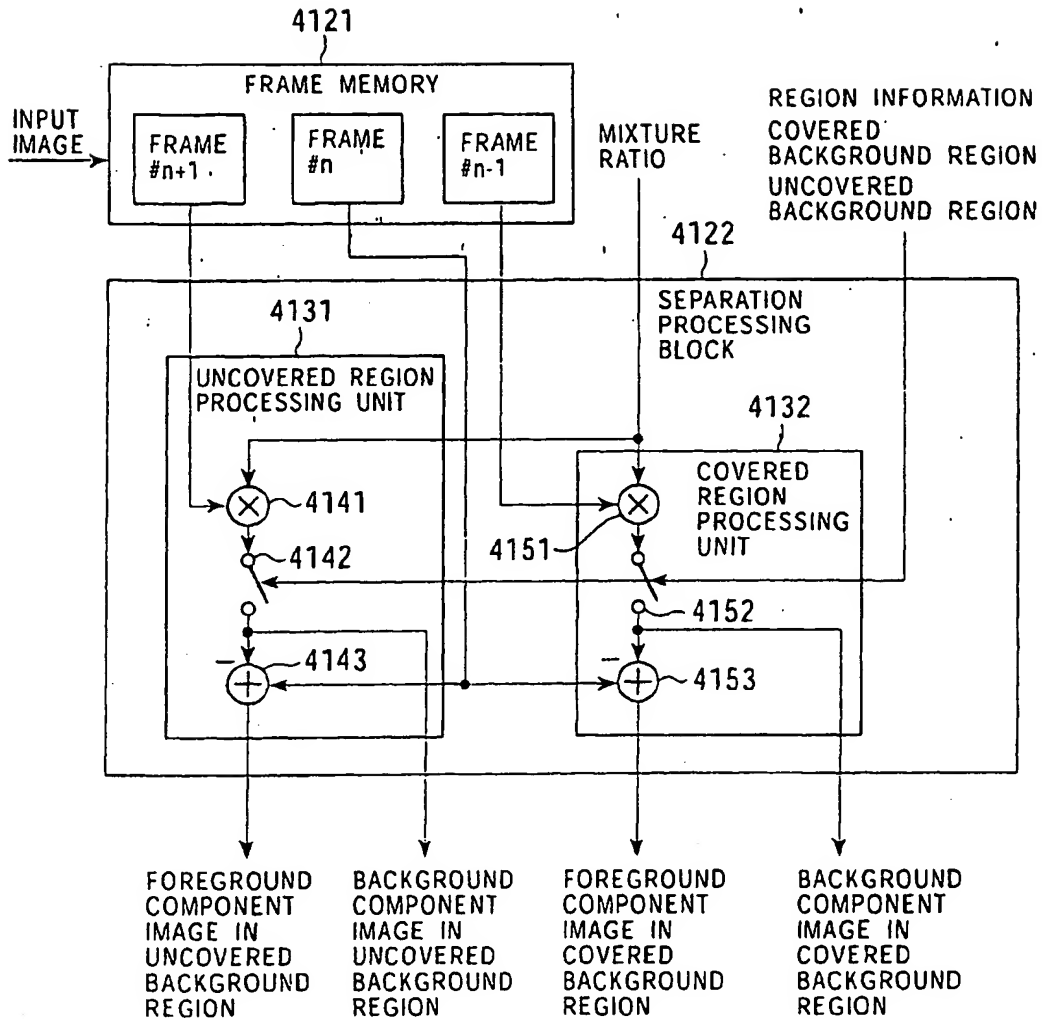 4121
FRAME MEMORY
INPUT
IMAGE
FRAME
#n+1
FRAME
#n
FRAME
#n-1
MIXTURE
RATIO
REGION INFORMATION
COVERED
BACKGROUND REGION
UNCOVERED
BACKGROUND REGION
4122
SEPARATION
PROCESSING
BLOCK
4131
UNCOVERED REGION
PROCESSING UNIT
4132
COVERED
REGION
PROCESSING
UNIT
×
4141
×
4151
4142
4152
−
+
4143
−
+
4153
FOREGROUND
COMPONENT
IMAGE IN
UNCOVERED
BACKGROUND
REGION
BACKGROUND
COMPONENT
IMAGE IN
UNCOVERED
BACKGROUND
REGION
FOREGROUND
COMPONENT
IMAGE IN
COVERED
BACKGROUND
REGION
BACKGROUND
COMPONENT
IMAGE IN
COVERED
BACKGROUND
REGION